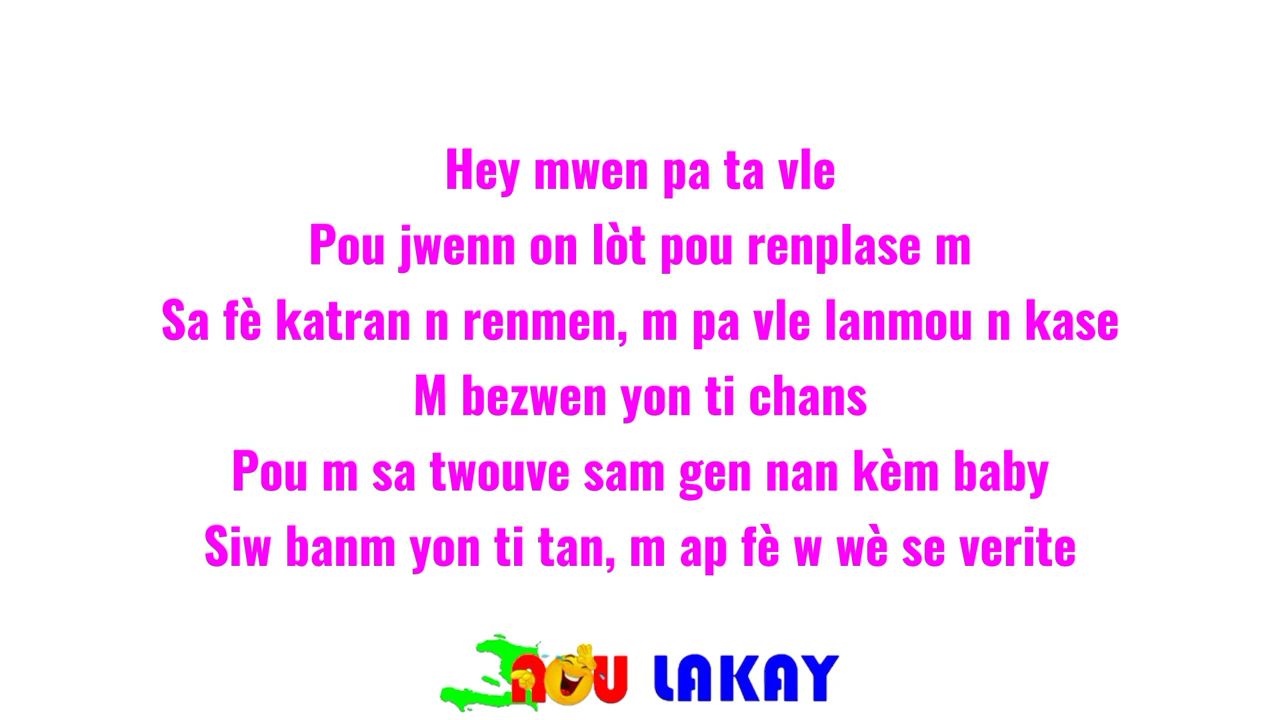 Hey mwen pa ta vle
Pou jwenn on lòt pou renplase m
Sa fè katran n renmen, m pa vle lanmou n kase
M bezwen yon ti chans
Pou m sa twouve sam gen nan kèm baby
Siw banm yon ti tan, m ap fè w wè se verite
NOU LAKAY